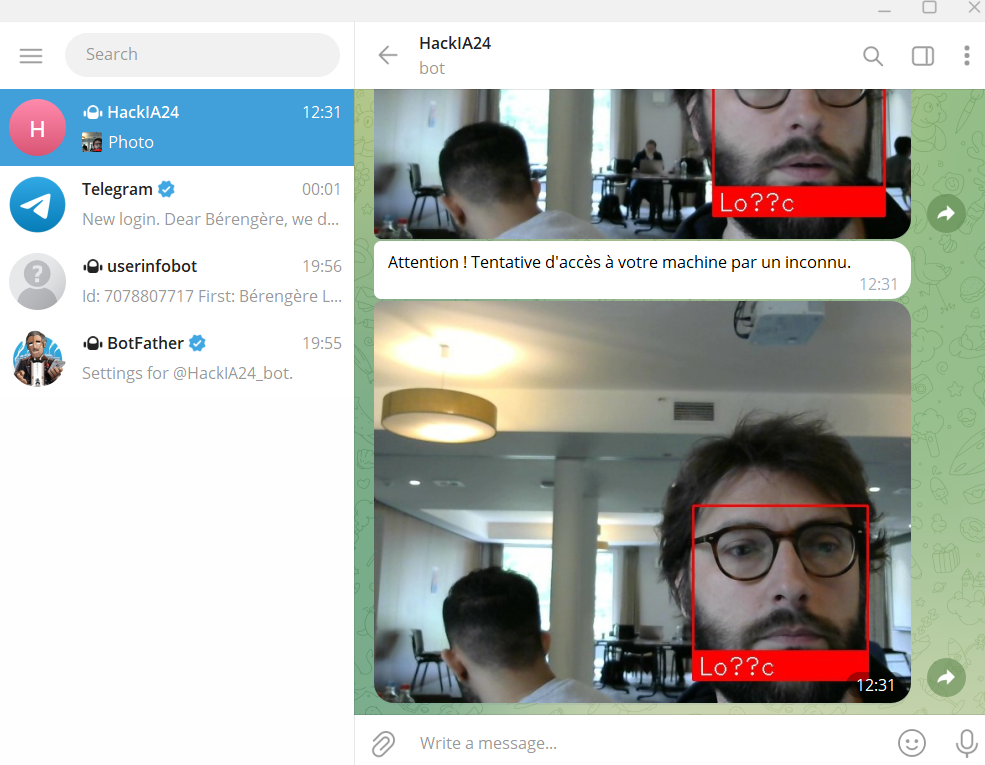 Search
HackIA24
bot
HackIA24 12:31
Photo
H
Telegram 00:01
New login. Dear Bérengère, we d...
userinfobot 19:56
Id: 7078807717 First: Bérengère L...
BotFather 19:55
Settings for @HackIA24_bot.
Lo??c
Attention ! Tentative d'accès à votre machine par un inconnu.
12:31
Lo??c
12:31
Write a message...